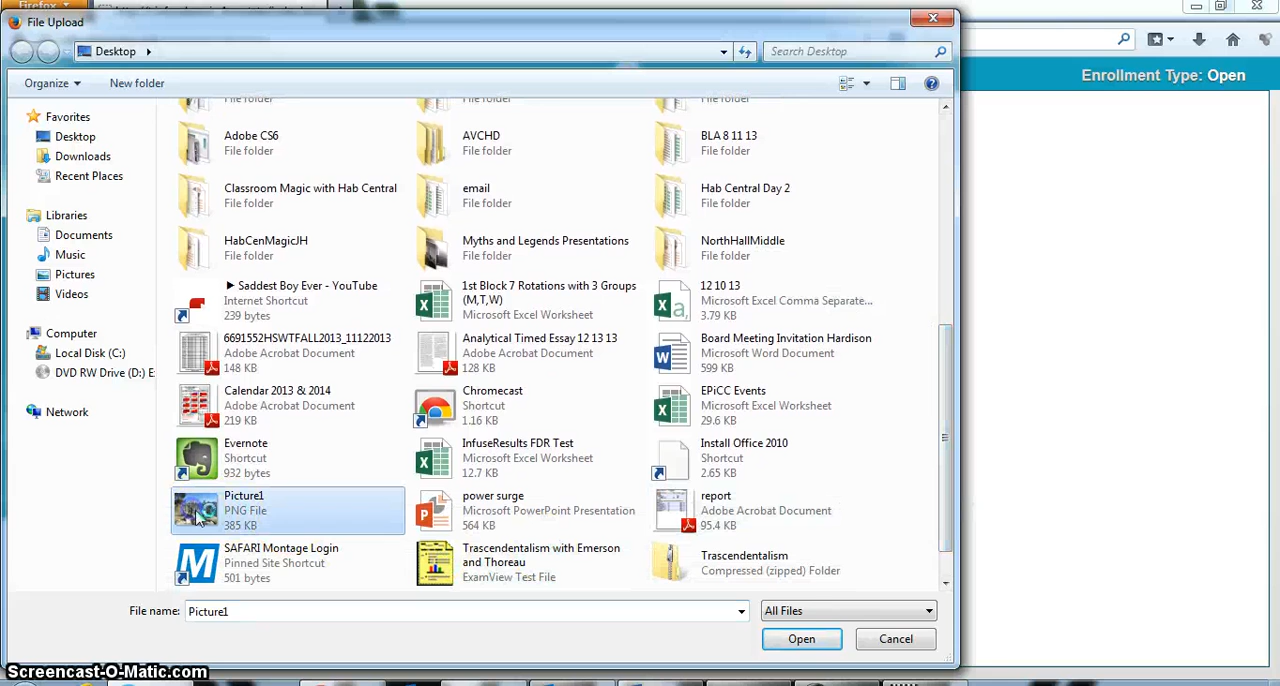 Firefox
File Upload
Desktop
Search Desktop
Enrollment Type: Open
Organize
New folder
Favorites
Desktop
Downloads
Recent Places
Libraries
Documents
Music
Pictures
Videos
Computer
Local Disk (C:)
DVD RW Drive (D:) E
Network
File folder
File folder
File folder
Adobe CS6
File folder
AVCHD
File folder
BLA 8 11 13
File folder
Classroom Magic with Hab Central
File folder
email
File folder
Hab Central Day 2
File folder
HabCenMagicJH
File folder
Myths and Legends Presentations
File folder
NorthHallMiddle
File folder
▶ Saddest Boy Ever - YouTube
Internet Shortcut
239 bytes
1st Block 7 Rotations with 3 Groups
(M,T,W)
Microsoft Excel Worksheet
12 10 13
Microsoft Excel Comma Separate...
3.79 KB
6691552HSWTFALL2013_11122013
Adobe Acrobat Document
148 KB
Analytical Timed Essay 12 13 13
Adobe Acrobat Document
128 KB
Board Meeting Invitation Hardison
Microsoft Word Document
599 KB
Calendar 2013 & 2014
Adobe Acrobat Document
219 KB
Chromecast
Shortcut
1.16 KB
EPiCC Events
Microsoft Excel Worksheet
29.6 KB
Evernote
Shortcut
932 bytes
InfuseResults FDR Test
Microsoft Excel Worksheet
12.7 KB
Install Office 2010
Shortcut
2.65 KB
Picture1
PNG File
385 KB
power surge
Microsoft PowerPoint Presentation
564 KB
report
Adobe Acrobat Document
95.4 KB
SAFARI Montage Login
Pinned Site Shortcut
501 bytes
Trascendentalism with Emerson
and Thoreau
ExamView Test File
Trascendentalism
Compressed (zipped) Folder
File name: Picture1
All Files
Open
Cancel
Screencast-O-Matic.com